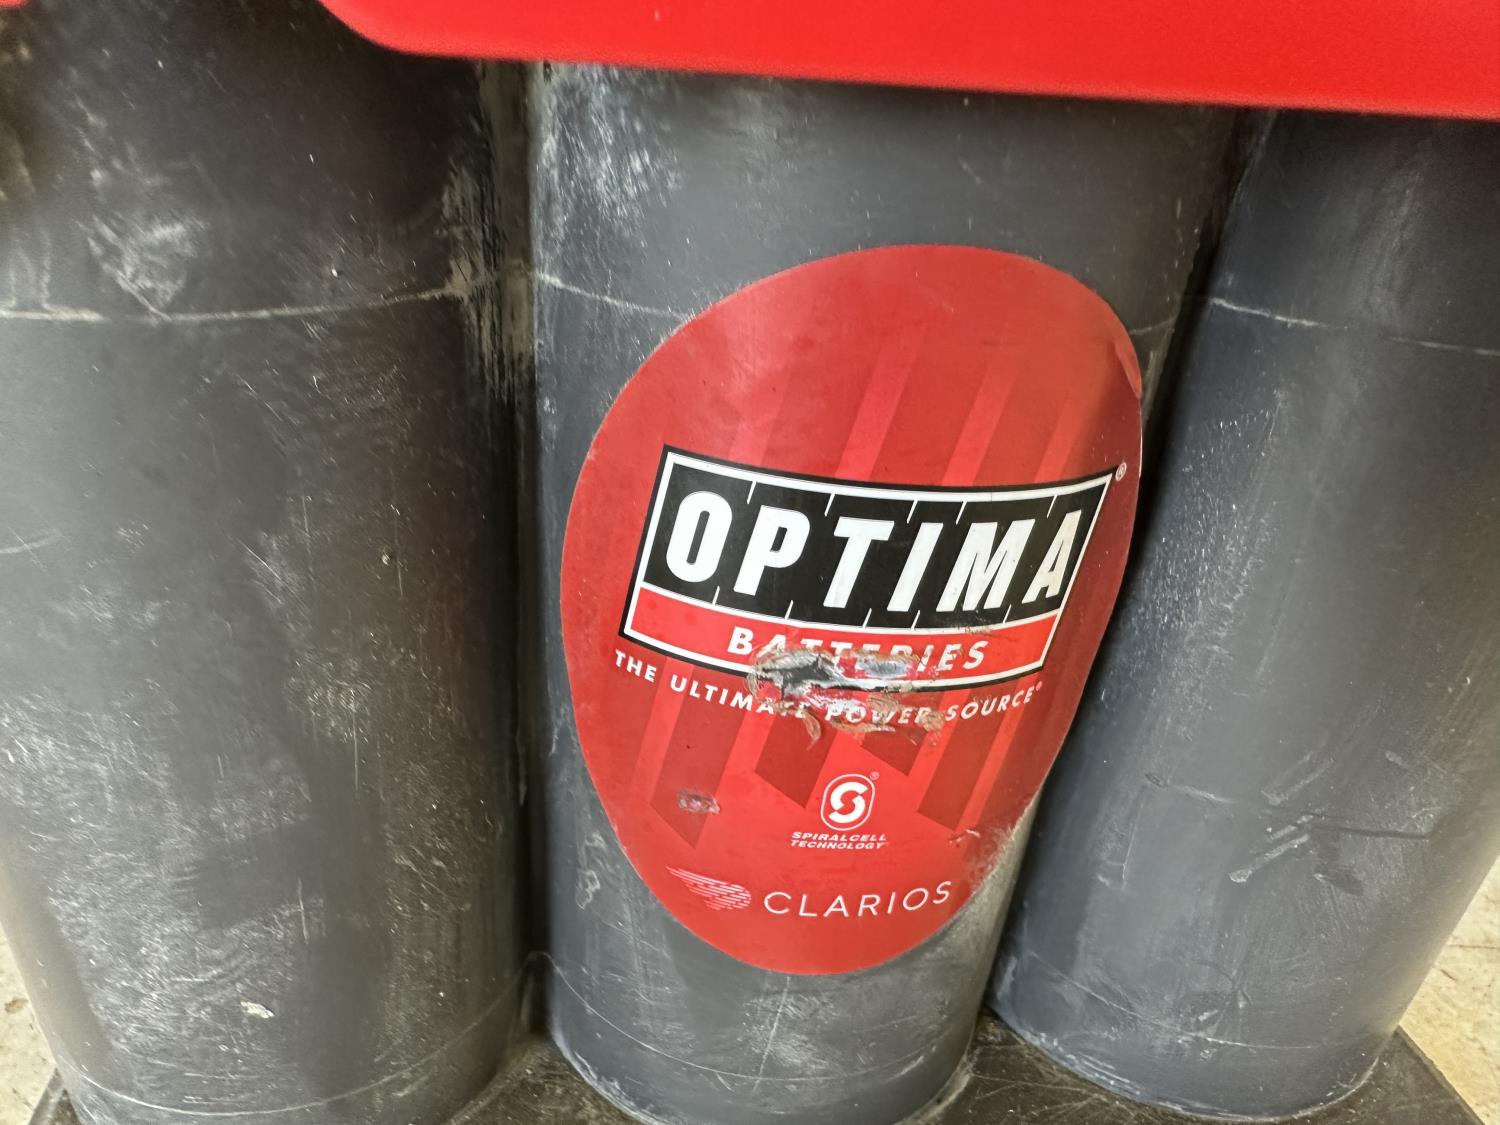 OPTIMA®
BATTERIES
THE ULTIMATE POWER SOURCE®
S®
SPIRALCELL
TECHNOLOGY
CLARIOS